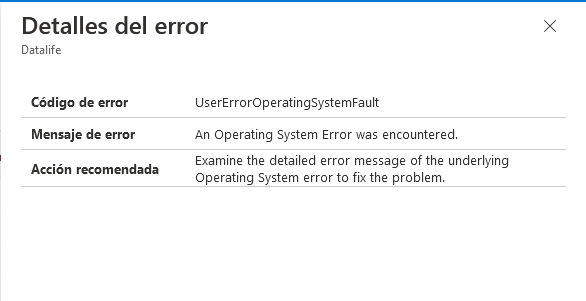 Detalles del error
Datalife
Código de error UserErrorOperatingSystemFault
Mensaje de error An Operating System Error was encountered.
Acción recomendada Examine the detailed error message of the underlying
Operating System error to fix the problem.